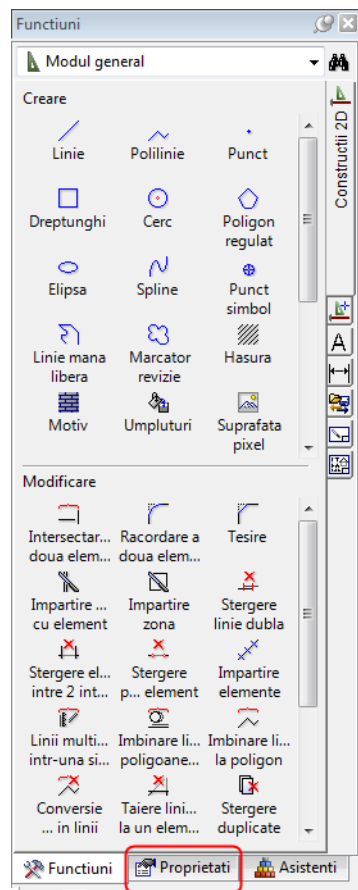 Functiuni
Modul general
Constructii 2D
Creare
Linie Polilinie Punct
Dreptunghi Cerc Poligon
regulat
Elipsa Spline Punct
simbol
Linie mana Marcator Hasura
libera revizie
Motiv Umpluturi Suprafata
pixel
Modificare
Intersectar... Racordare a Tesire
doua elem... doua elem...
Impartire ... Impartire Stergere
cu element zona linie dubla
Stergere el... Stergere Impartire
intre 2 int... p... element elemente
Linii multi... Imbinare li... Imbinare li...
intr-una si... poligoane... la poligon
Conversie Taiere lini... Stergere
... in linii la un elem... duplicate
Functiuni Proprietati Asistenti